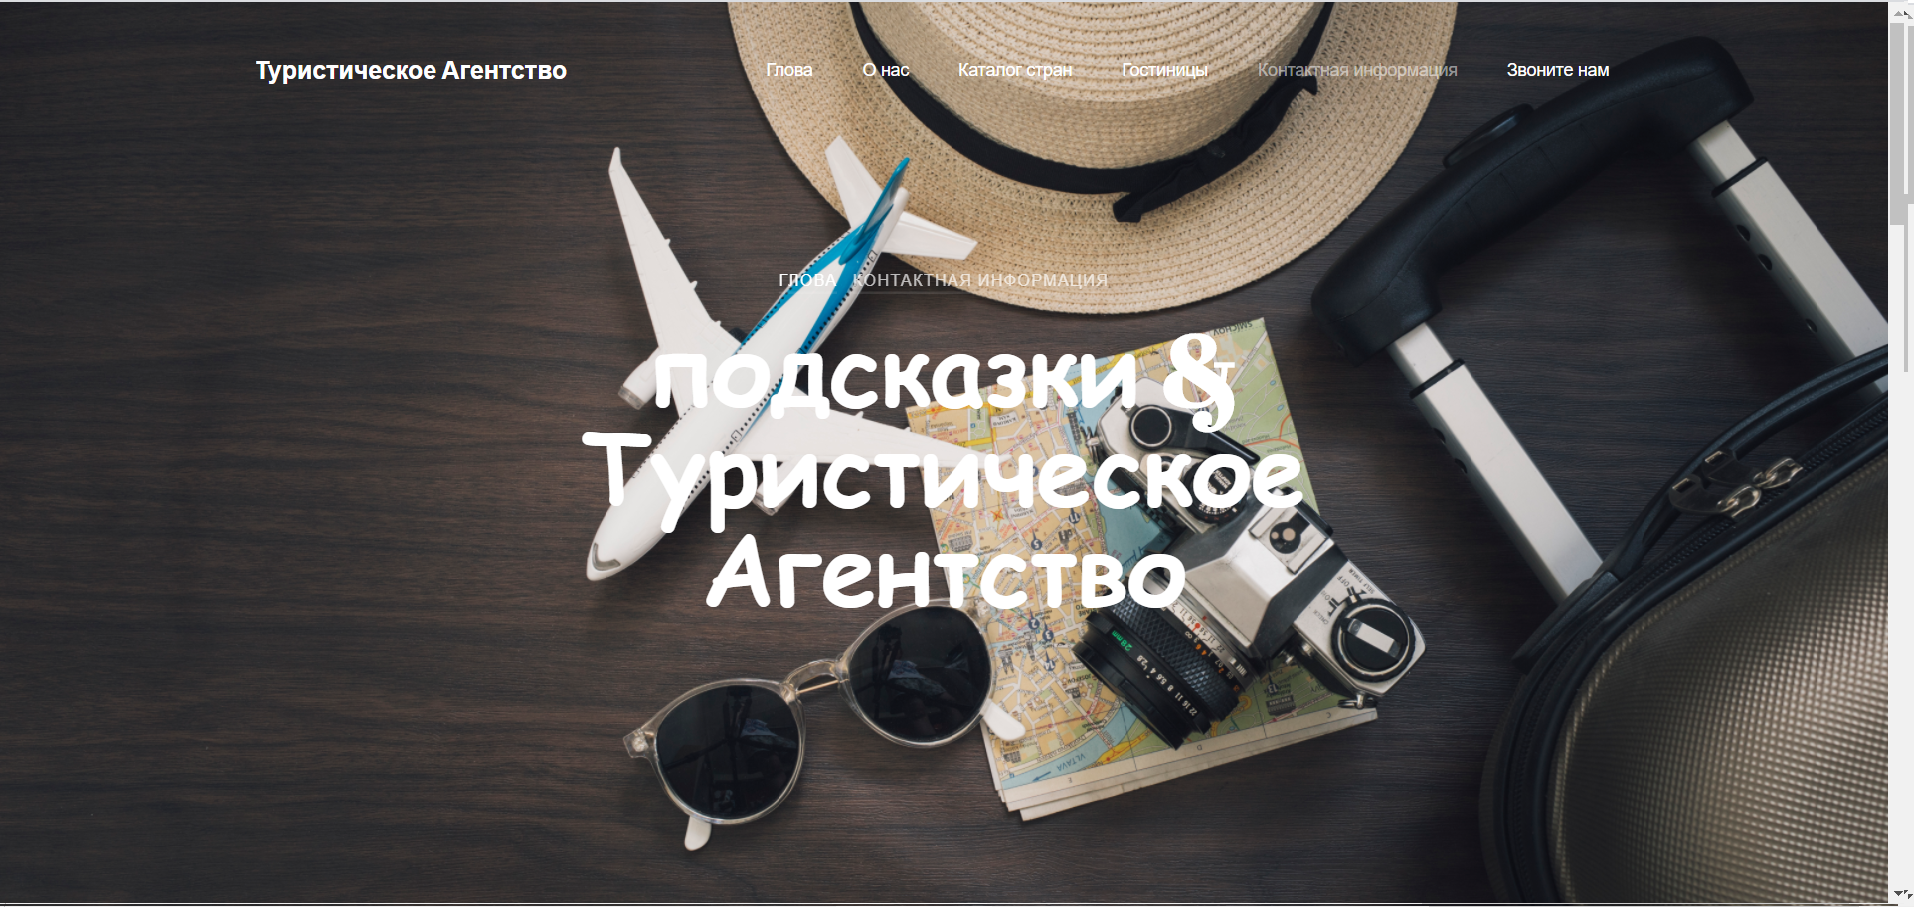 Туристическое Агентство
Глова О нас Каталог стран Гостиницы Контактная информация Звоните нам
ГЛОВА КОНТАКТНАЯ ИНФОРМАЦИЯ
подсказки &
Туристическое
Агентство